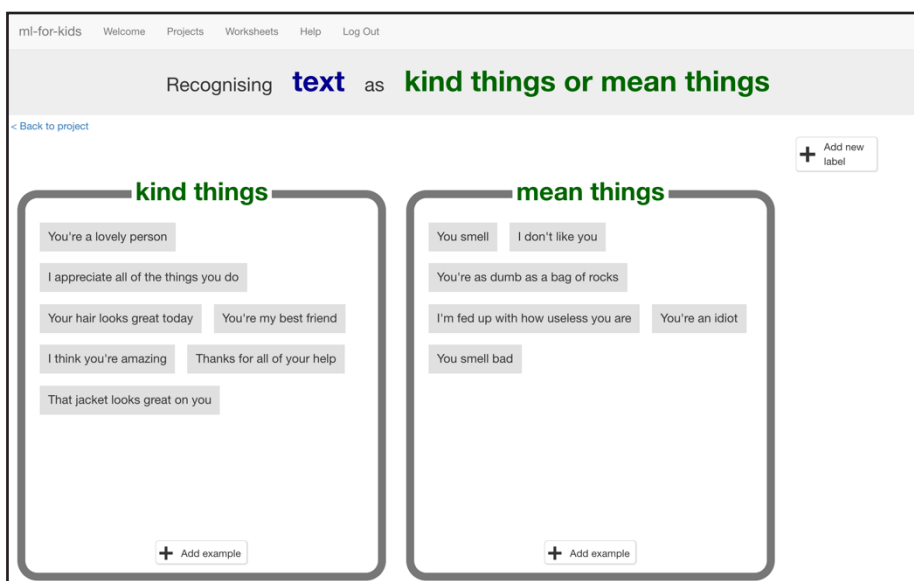 ml-for-kids Welcome Projects Worksheets Help Log Out
Recognising text as kind things or mean things
< Back to project
Add new
label
kind things
You're a lovely person
I appreciate all of the things you do
Your hair looks great today You're my best friend
I think you're amazing Thanks for all of your help
That jacket looks great on you
Add example
mean things
You smell I don't like you
You're as dumb as a bag of rocks
I'm fed up with how useless you are You're an idiot
You smell bad
Add example